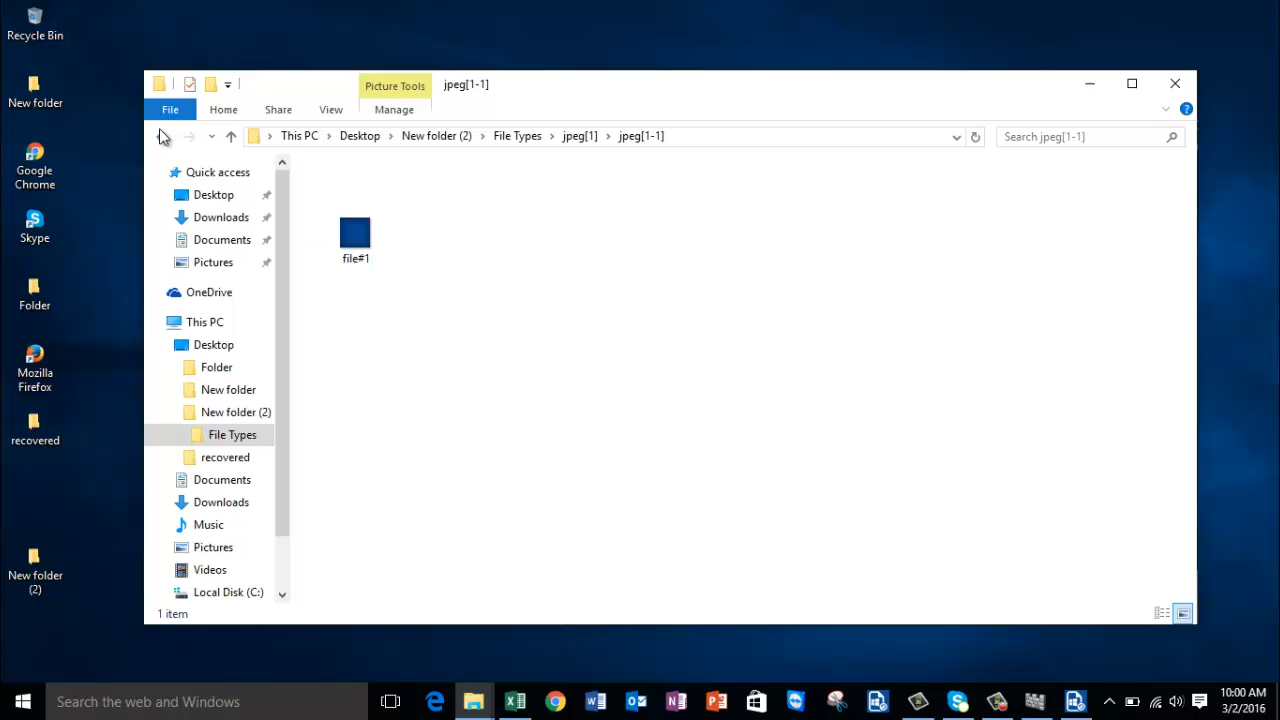 Recycle Bin
New folder
Google
Chrome
Skype
Folder
Mozilla
Firefox
recovered
New folder
(2)
Picture Tools
jpeg[1-1]
File
Home
Share
View
Manage
This PC
Desktop
New folder (2)
File Types
jpeg[1]
jpeg[1-1]
Search jpeg[1-1]
Quick access
Desktop
Downloads
Documents
Pictures
OneDrive
This PC
Desktop
Folder
New folder
New folder (2)
File Types
recovered
Documents
Downloads
Music
Pictures
Videos
Local Disk (C:)
file#1
1 item
Search the web and Windows
10:00 AM
3/2/2016